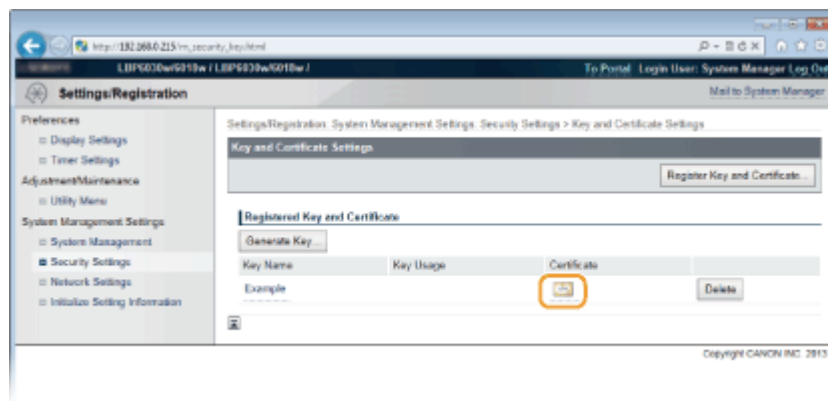 http://192.168.0.215/m_security_key.html
LBP6030w/6018w / LBP6030w/6018w /
To Portal Login User: System Manager Log Out
Settings/Registration
Mail to System Manager
Preferences
Display Settings
Timer Settings
Adjustment/Maintenance
Utility Menu
System Management Settings
System Management
Security Settings
Network Settings
Initialize Setting Information
Settings/Registration: System Management Settings: Security Settings > Key and Certificate Settings
Key and Certificate Settings
Register Key and Certificate...
Registered Key and Certificate
Generate Key...
Key Name Key Usage Certificate
Example Delete
Copyright CANON INC. 2013